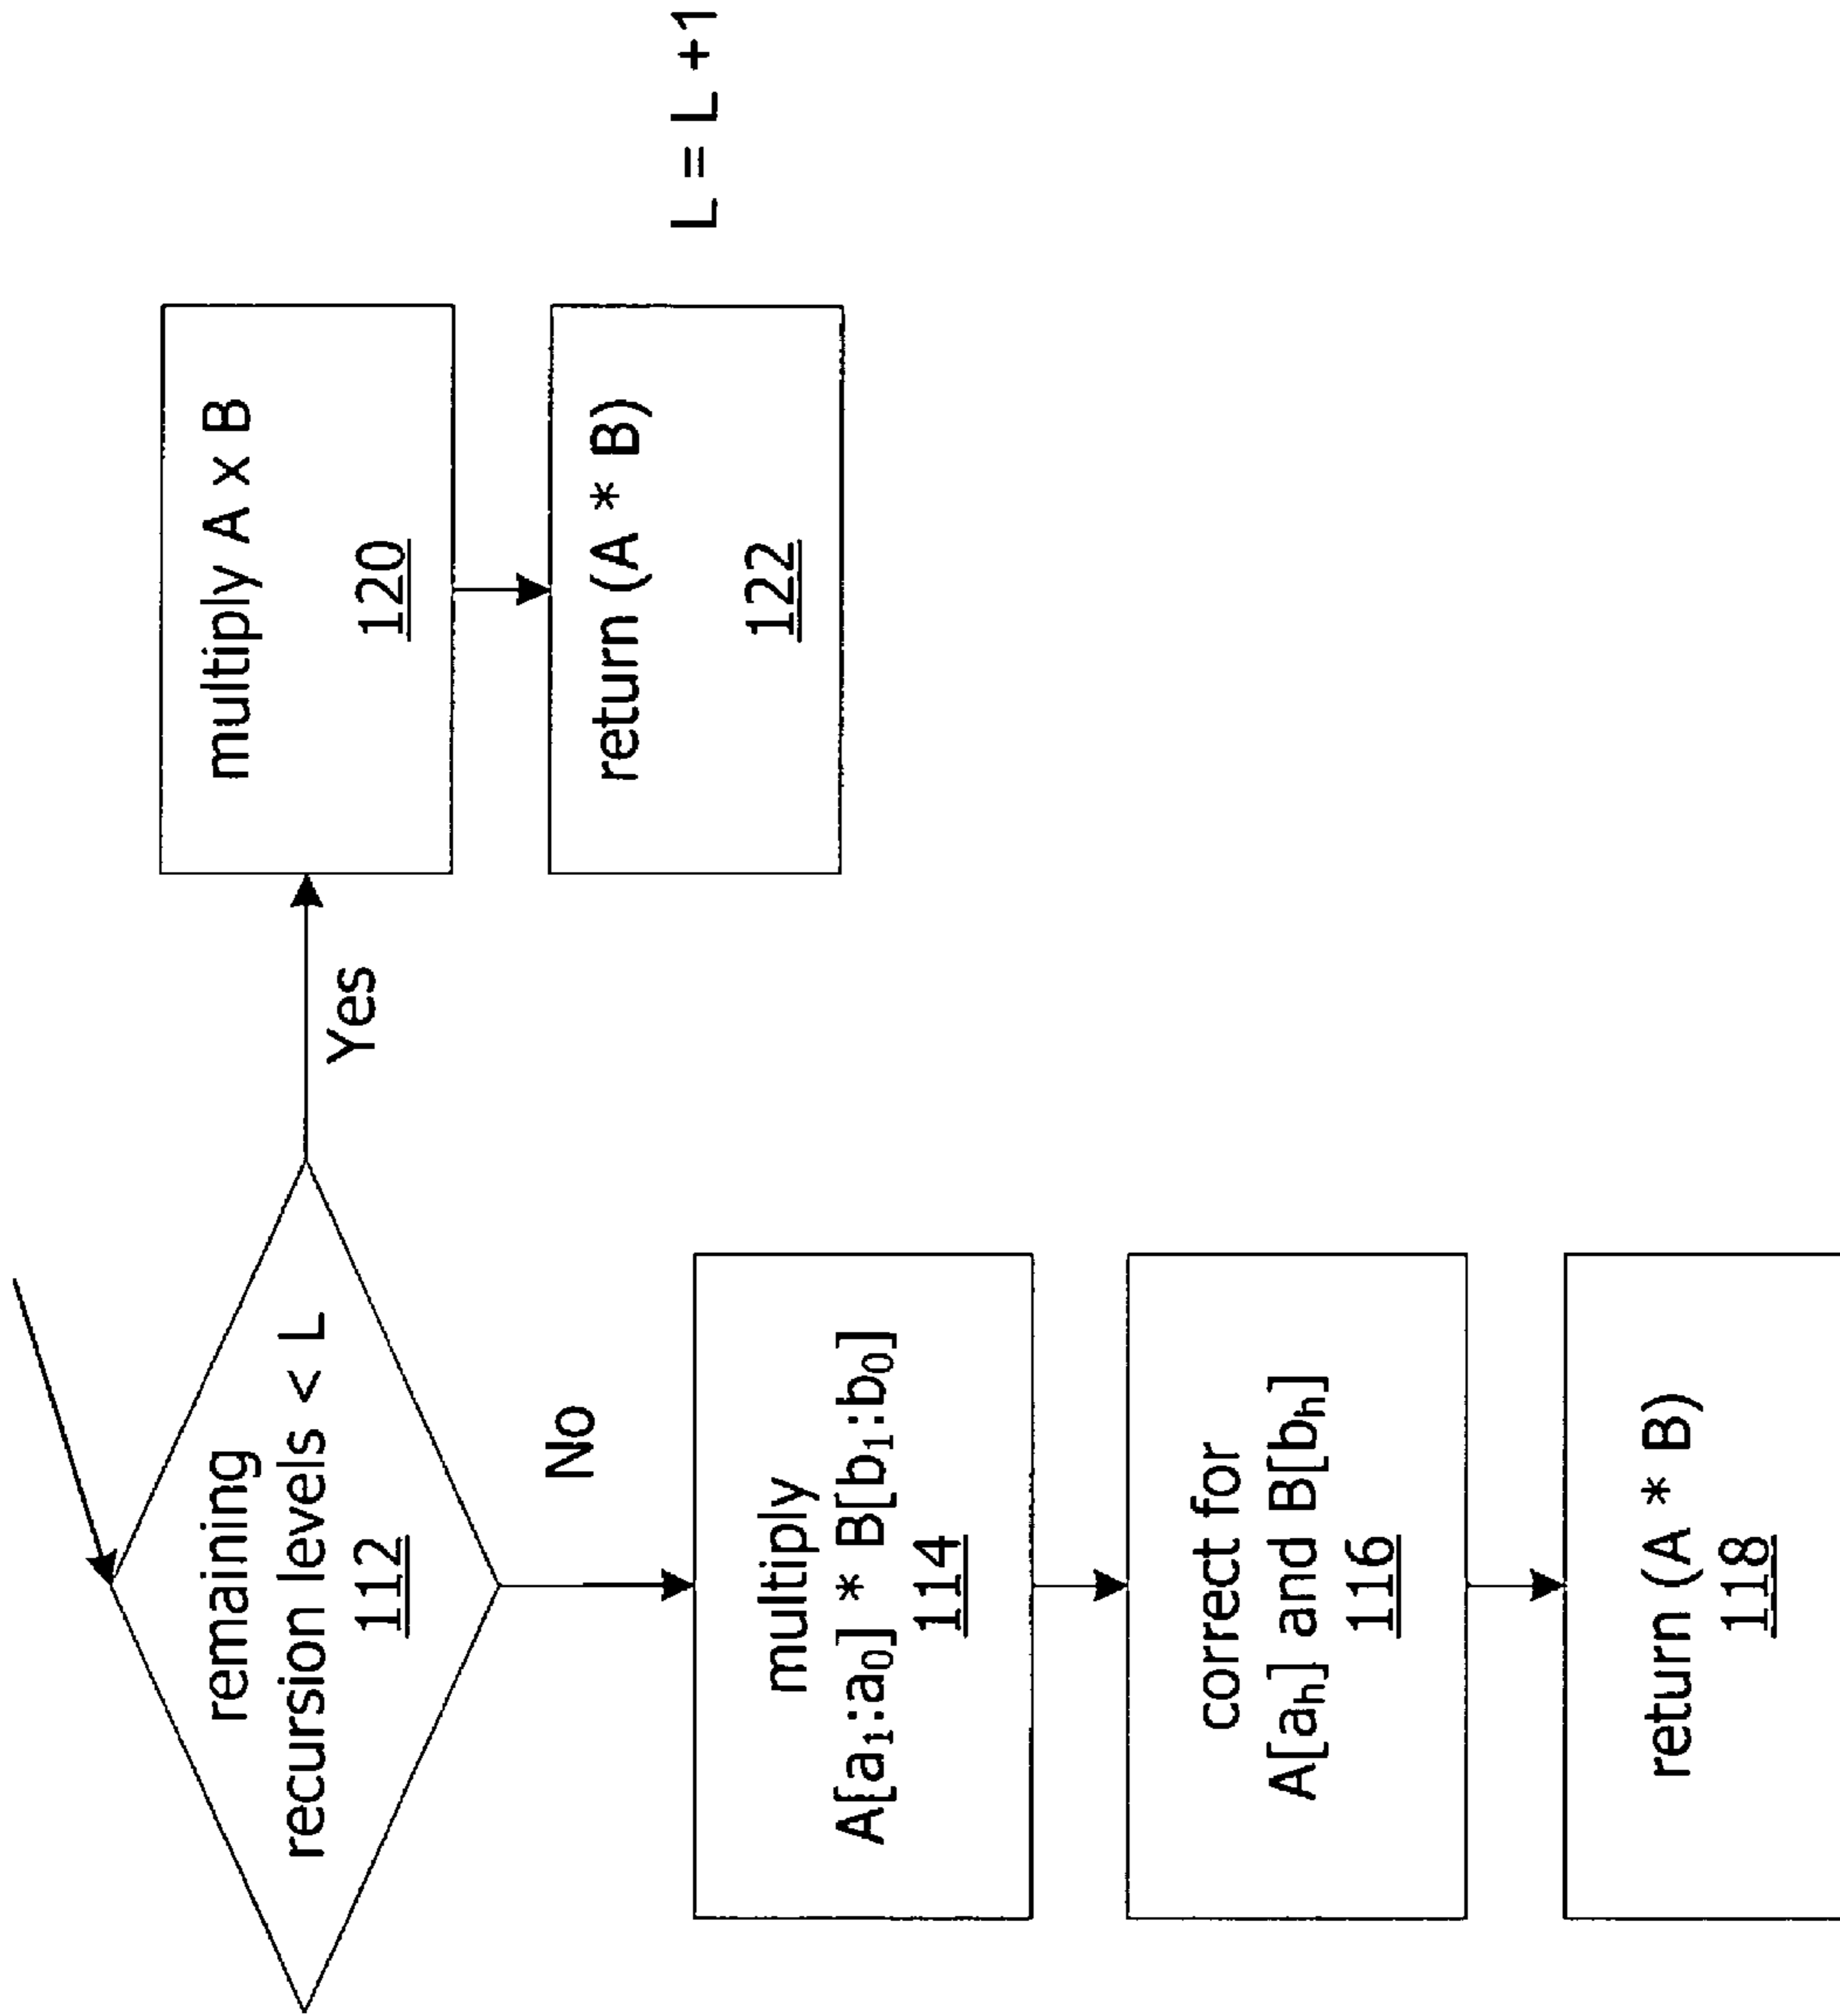 remaining
recursion levels < L
112
Yes
No
multiply A x B
120
return (A * B)
122
L = L +1
multiply
A[a₁:a₀] * B[b₁:b₀]
114
correct for
A[aₕ] and B[bₕ]
116
return (A * B)
118